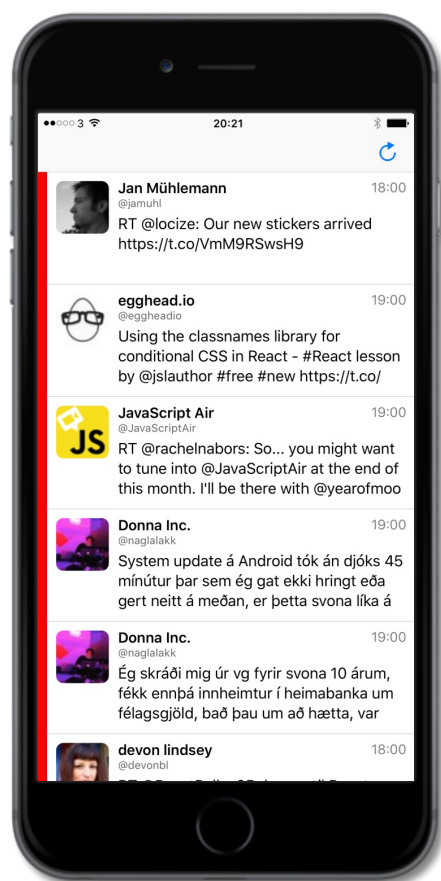 3 20:21
Jan Mühlemann 18:00
@jamuhl
RT @locize: Our new stickers arrived
https://t.co/VmM9RSwsH9
egghead.io 19:00
@eggheadio
Using the classnames library for
conditional CSS in React - #React lesson
by @jslauthor #free #new https://t.co/
JS
JavaScript Air 19:00
@JavaScriptAir
RT @rachelnabors: So... you might want
to tune into @JavaScriptAir at the end of
this month. I'll be there with @yearofmoo
Donna Inc. 19:00
@naglalakk
System update á Android tók án djóks 45
mínútur þar sem ég gat ekki hringt eða
gert neitt á meðan, er þetta svona líka á
Donna Inc. 19:00
@naglalakk
Ég skráði mig úr vg fyrir svona 10 árum,
fékk ennþá innheimtur í heimabanka um
félagsgjöld, bað þau um að hætta, var
devon lindsey 18:00
@devonbl